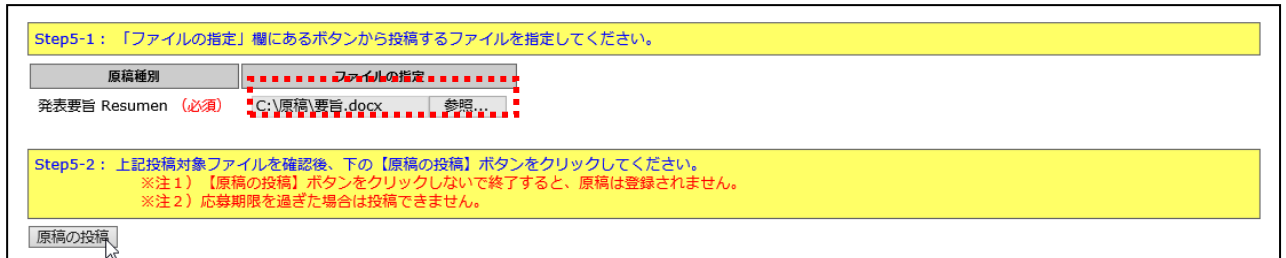 Step5-1： 「ファイルの指定」欄にあるボタンから投稿するファイルを指定してください。
原稿種別 ファイルの指定
発表要旨 Resumen （必須） C:\原稿\要旨.docx 参照...
Step5-2： 上記投稿対象ファイルを確認後、下の【原稿の投稿】ボタンをクリックしてください。
※注１）【原稿の投稿】ボタンをクリックしないで終了すると、原稿は登録されません。
※注２）応募期限を過ぎた場合は投稿できません。
原稿の投稿